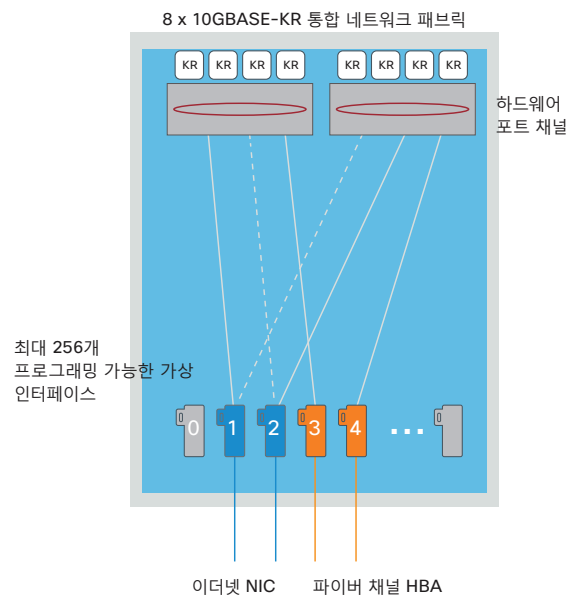 8 x 10GBASE-KR 통합 네트워크 패브릭
KR KR KR KR KR KR KR KR
하드웨어
포트 채널
최대 256개
프로그래밍 가능한 가상
인터페이스
0 1 2 3 4 ...
이더넷 NIC 파이버 채널 HBA